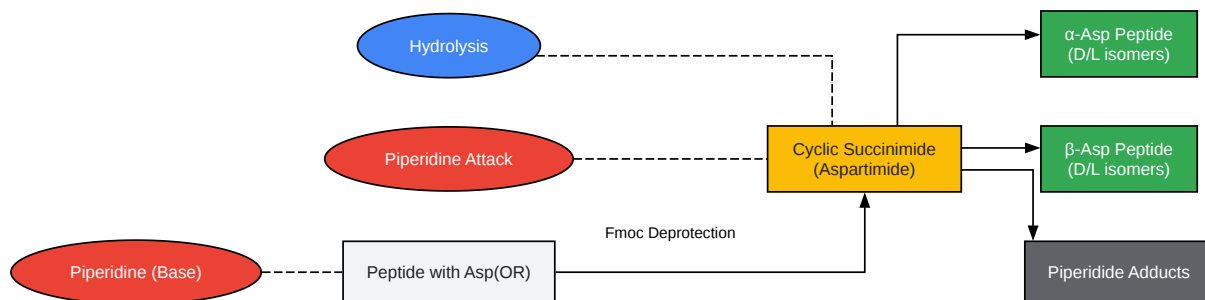 Hydrolysis
α-Asp Peptide
(D/L isomers)
Piperidine Attack
Cyclic Succinimide
(Aspartimide)
β-Asp Peptide
(D/L isomers)
Fmoc Deprotection
Piperidine (Base)
Peptide with Asp(OR)
Piperidide Adducts